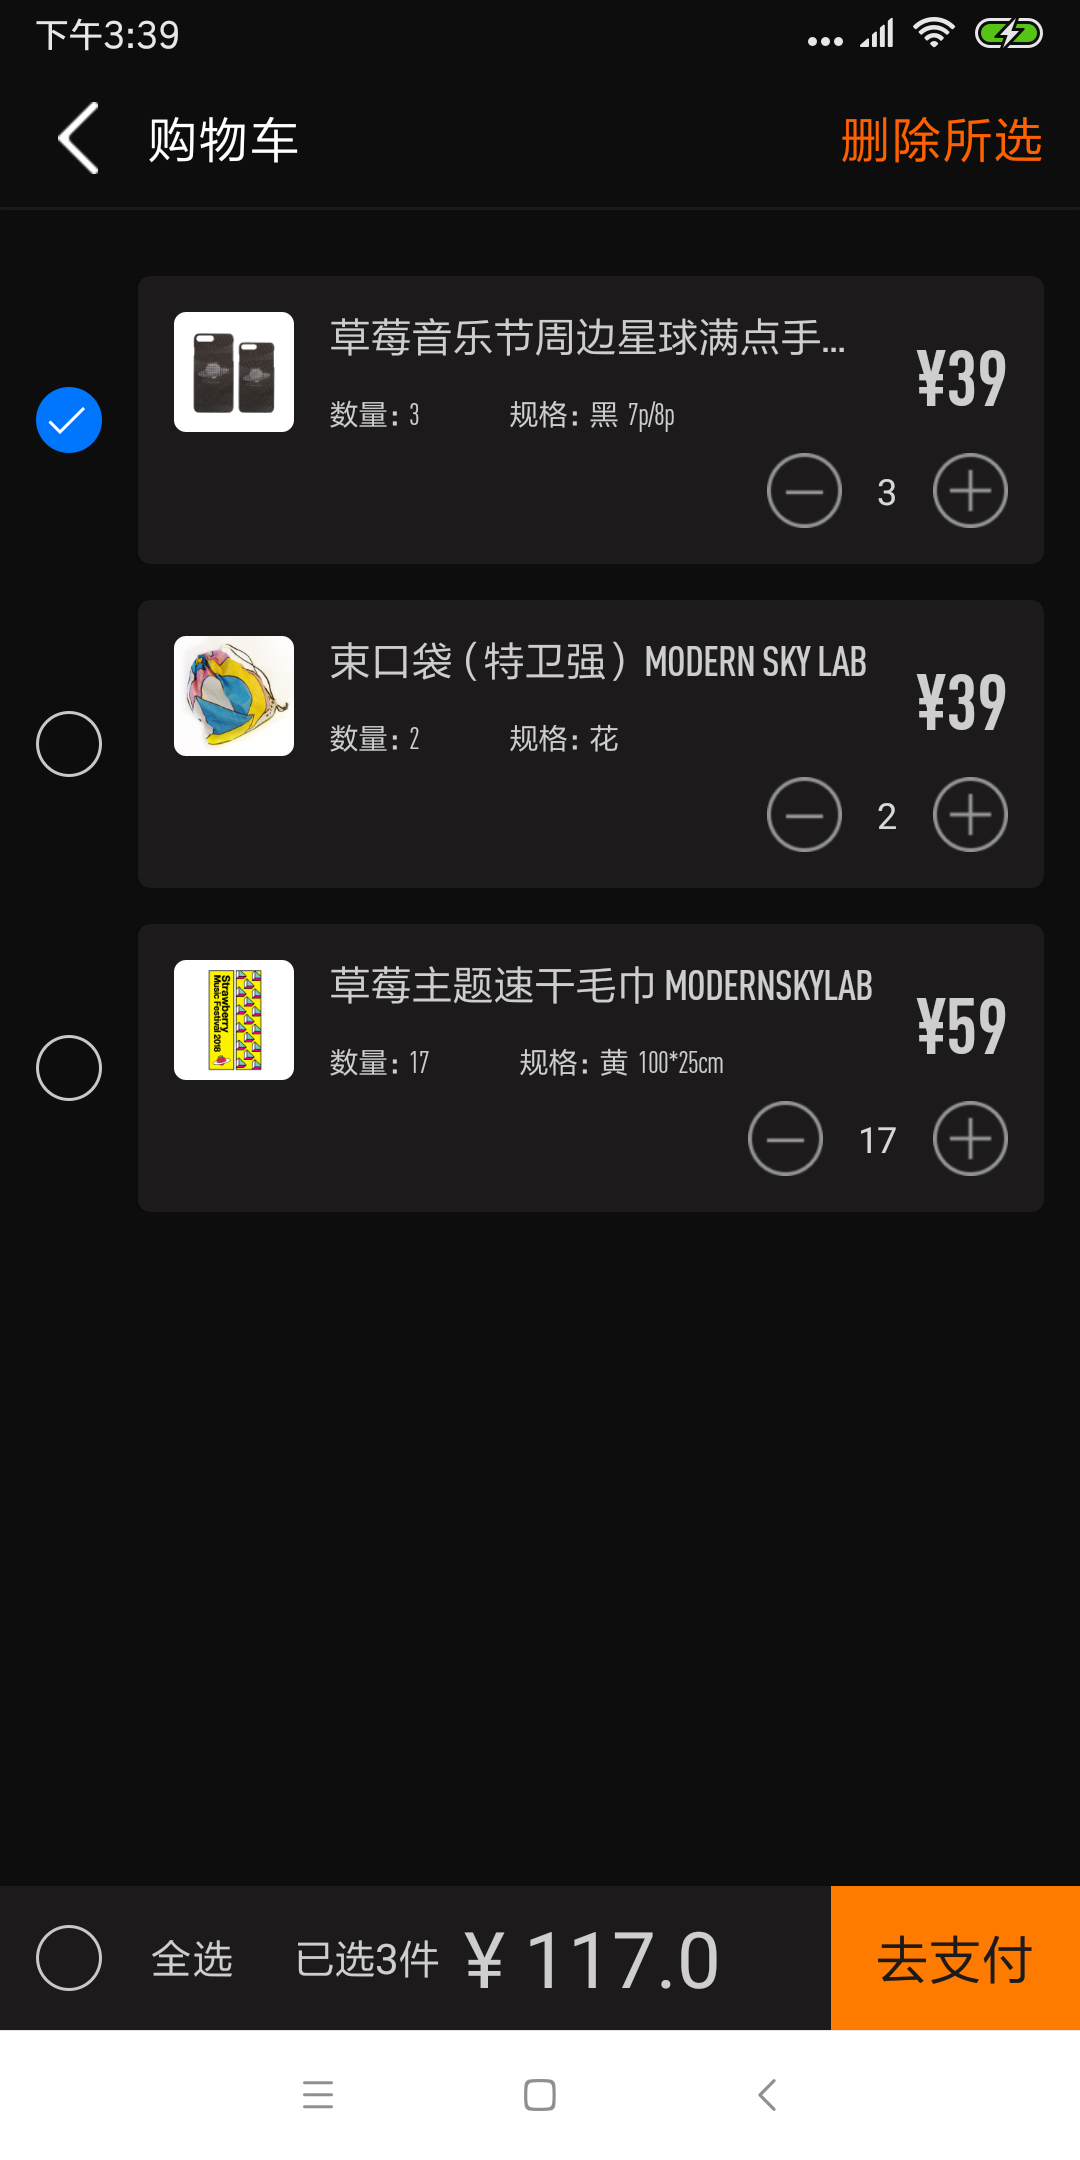 下午3:39
购物车
删除所选
草莓音乐节周边星球满点手...
¥39
数量: 3
规格: 黑 7p/8p
3
束口袋（特卫强）MODERN SKY LAB
¥39
数量: 2
规格: 花
2
Strawberry
Music Festival 2018
草莓主题速干毛巾 MODERNSKYLAB
¥59
数量: 17
规格: 黄 100*25cm
17
全选
已选3件
¥ 117.0
去支付